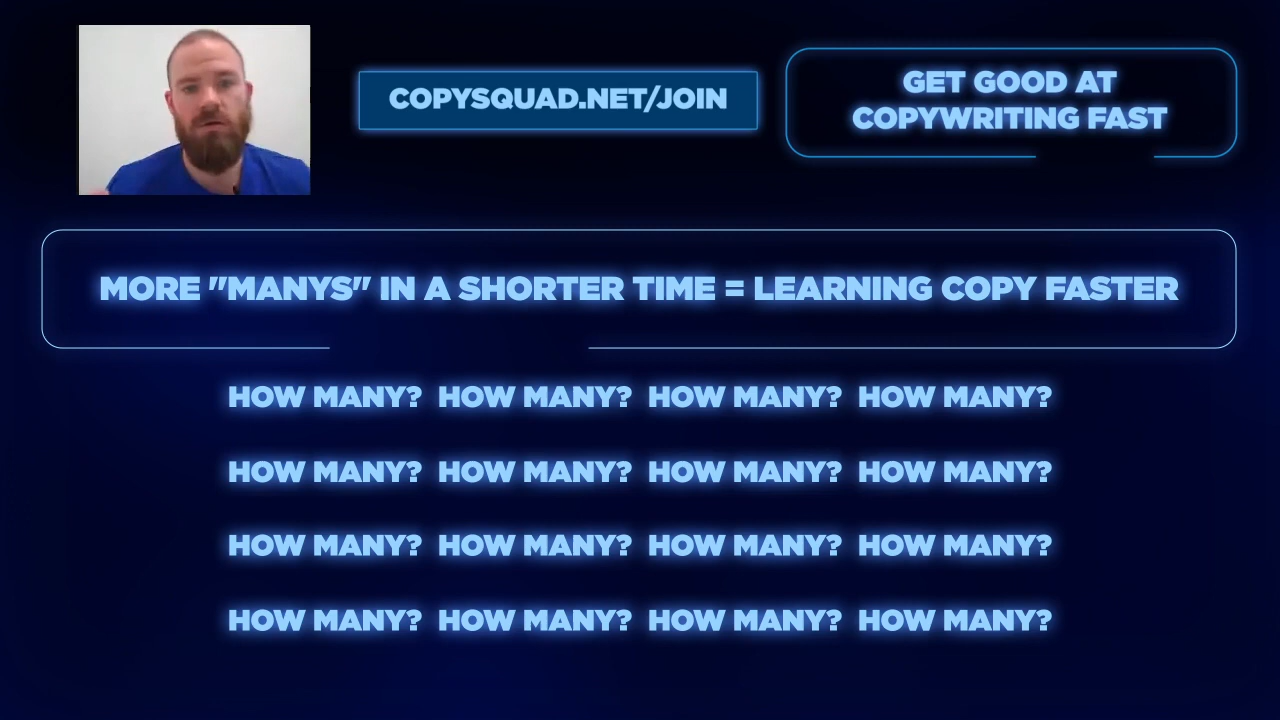 COPYSQUAD.NET/JOIN
GET GOOD AT
COPYWRITING FAST
MORE "MANYS" IN A SHORTER TIME = LEARNING COPY FASTER
HOW MANY? HOW MANY? HOW MANY? HOW MANY?
HOW MANY? HOW MANY? HOW MANY? HOW MANY?
HOW MANY? HOW MANY? HOW MANY? HOW MANY?
HOW MANY? HOW MANY? HOW MANY? HOW MANY?